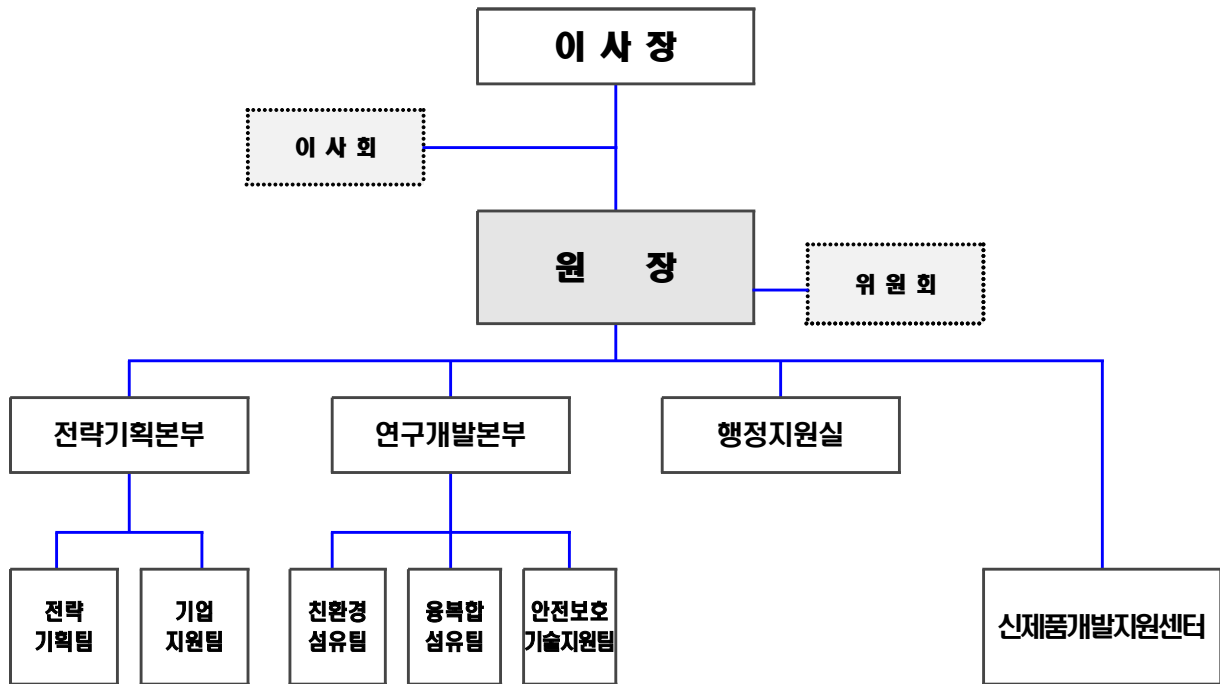 이 사 장
이 사 회
원 장
위 원 회
전략기획본부
연구개발본부
행정지원실
전략
기획팀
기업
지원팀
친환경
섬유팀
융복합
섬유팀
안전보호
기술지원팀
신제품개발지원센터